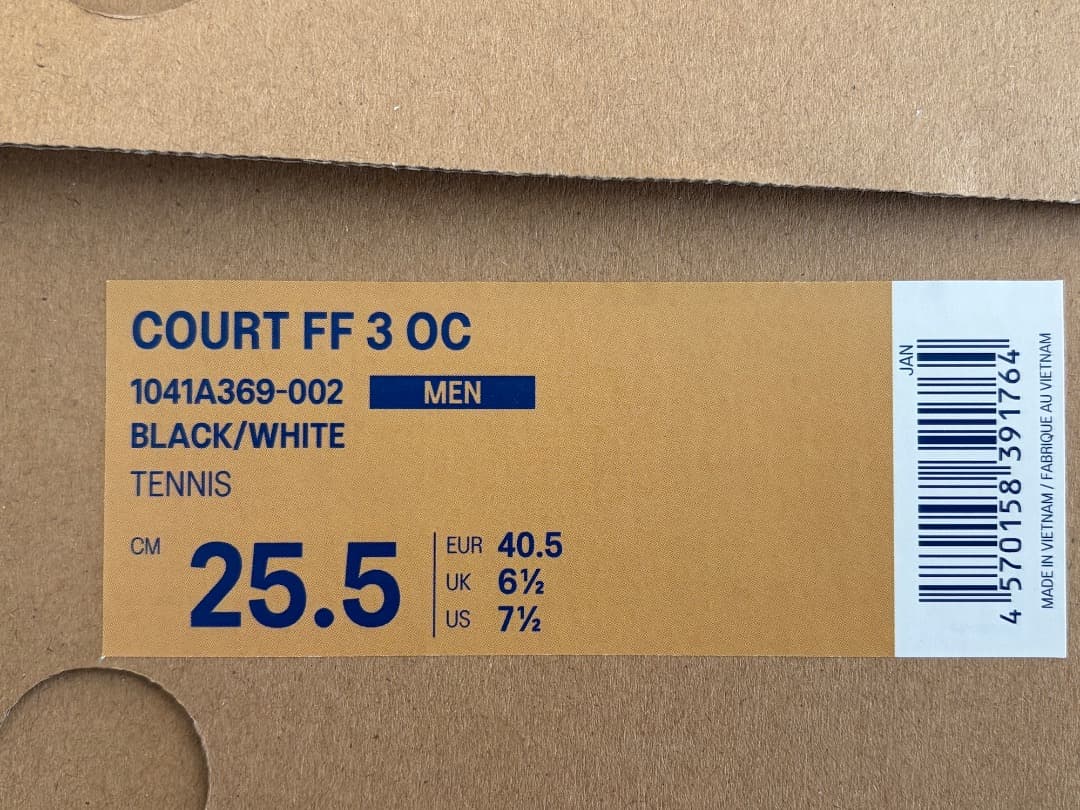 COURT FF 3 OC
1041A369-002 MEN
BLACK/WHITE
TENNIS
CM 25.5
EUR 40.5
UK 6½
US 7½
JAN
4 570158 391764
MADE IN VIETNAM / FABRIQUE AU VIETNAM